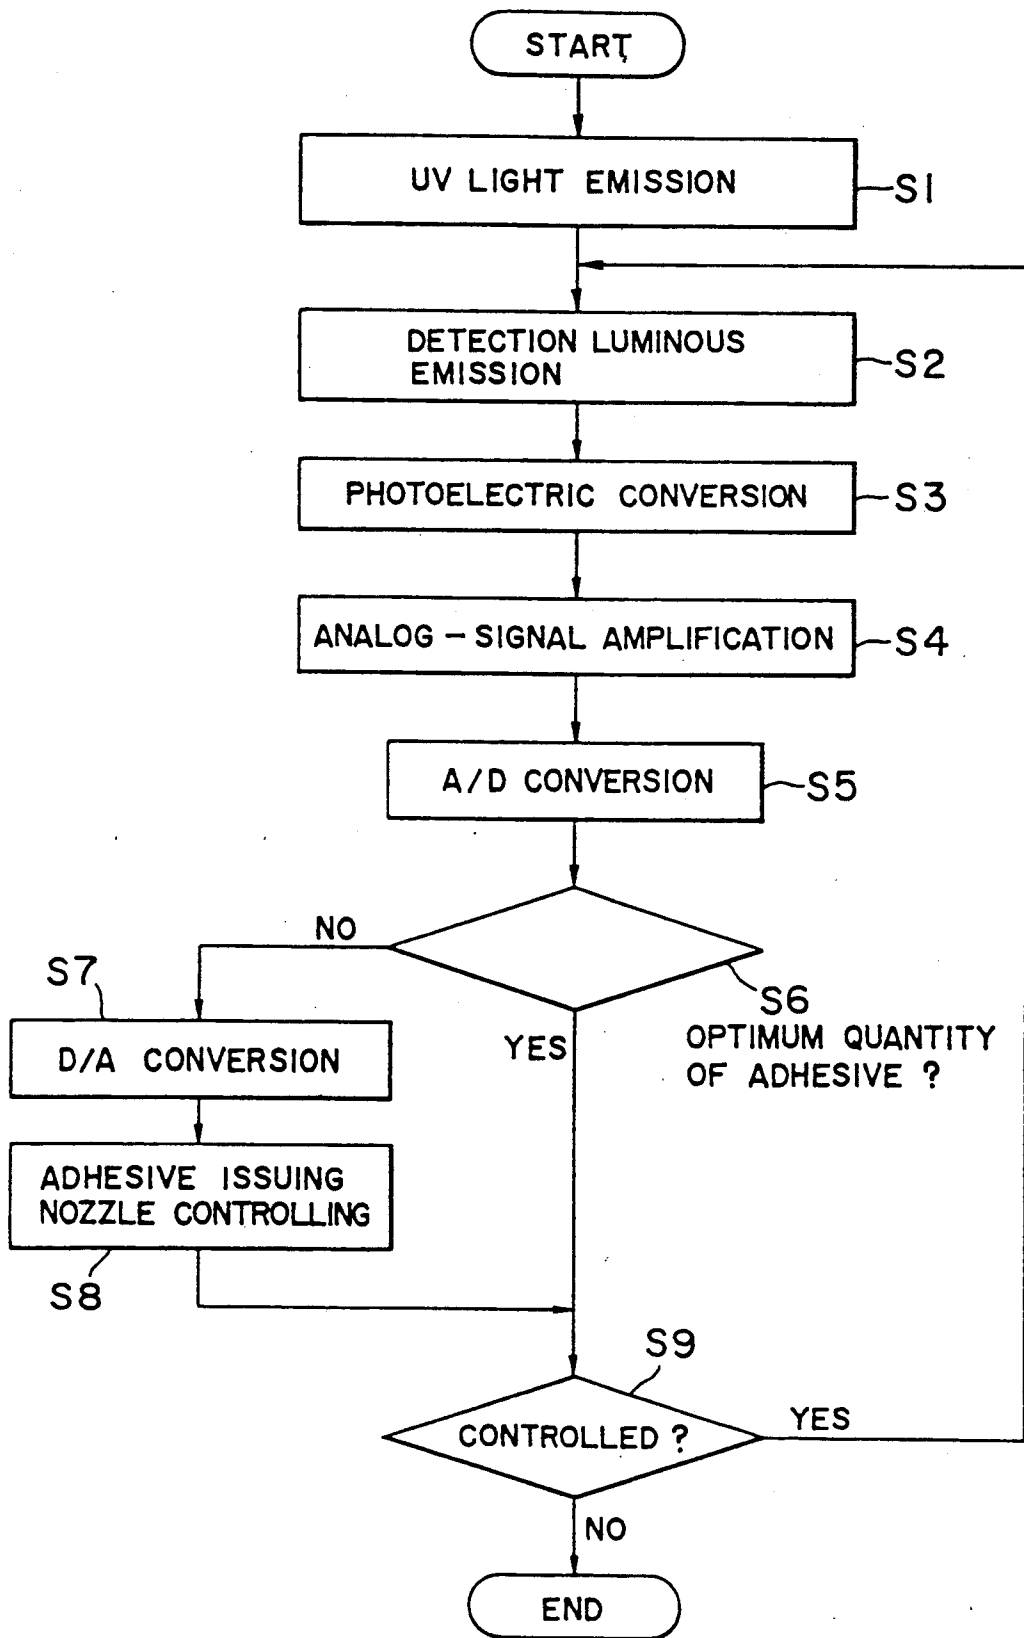 START
UV LIGHT EMISSION
S1
DETECTION LUMINOUS
EMISSION
S2
PHOTOELECTRIC CONVERSION
S3
ANALOG – SIGNAL AMPLIFICATION
S4
A/D CONVERSION
S5
NO
S6
OPTIMUM QUANTITY
OF ADHESIVE ?
YES
S7
D/A CONVERSION
ADHESIVE ISSUING
NOZZLE CONTROLLING
S8
S9
CONTROLLED ?
YES
NO
END